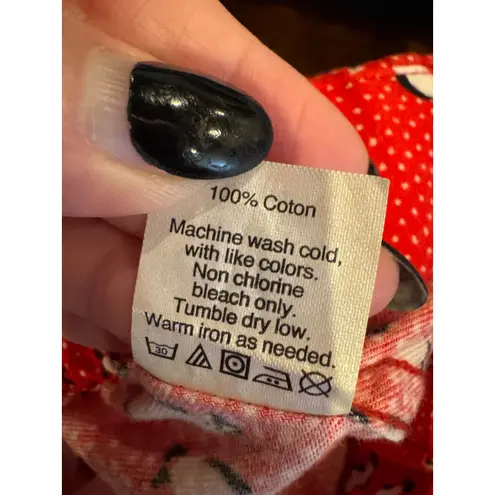 100% Coton
Machine wash cold,
with like colors.
Non chlorine
bleach only.
Tumble dry low.
Warm iron as needed.
30